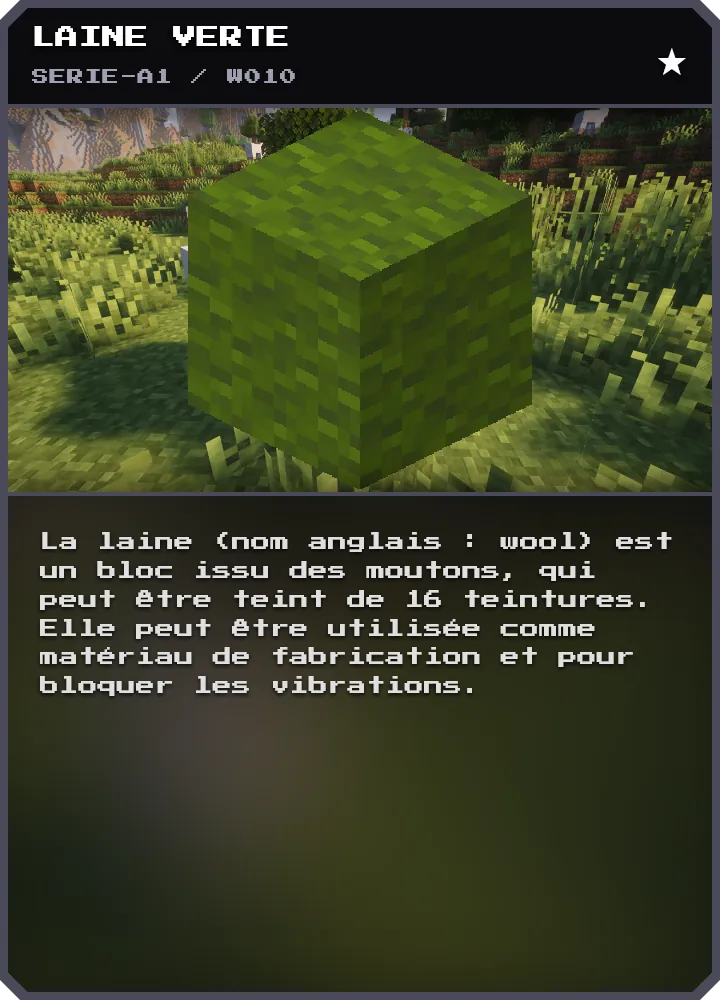 LAINE VERTE
SERIE-A1 / W010
La laine (nom anglais : wool) est
un bloc issu des moutons, qui
peut être teint de 16 teintures.
Elle peut être utilisée comme
matériau de fabrication et pour
bloquer les vibrations.